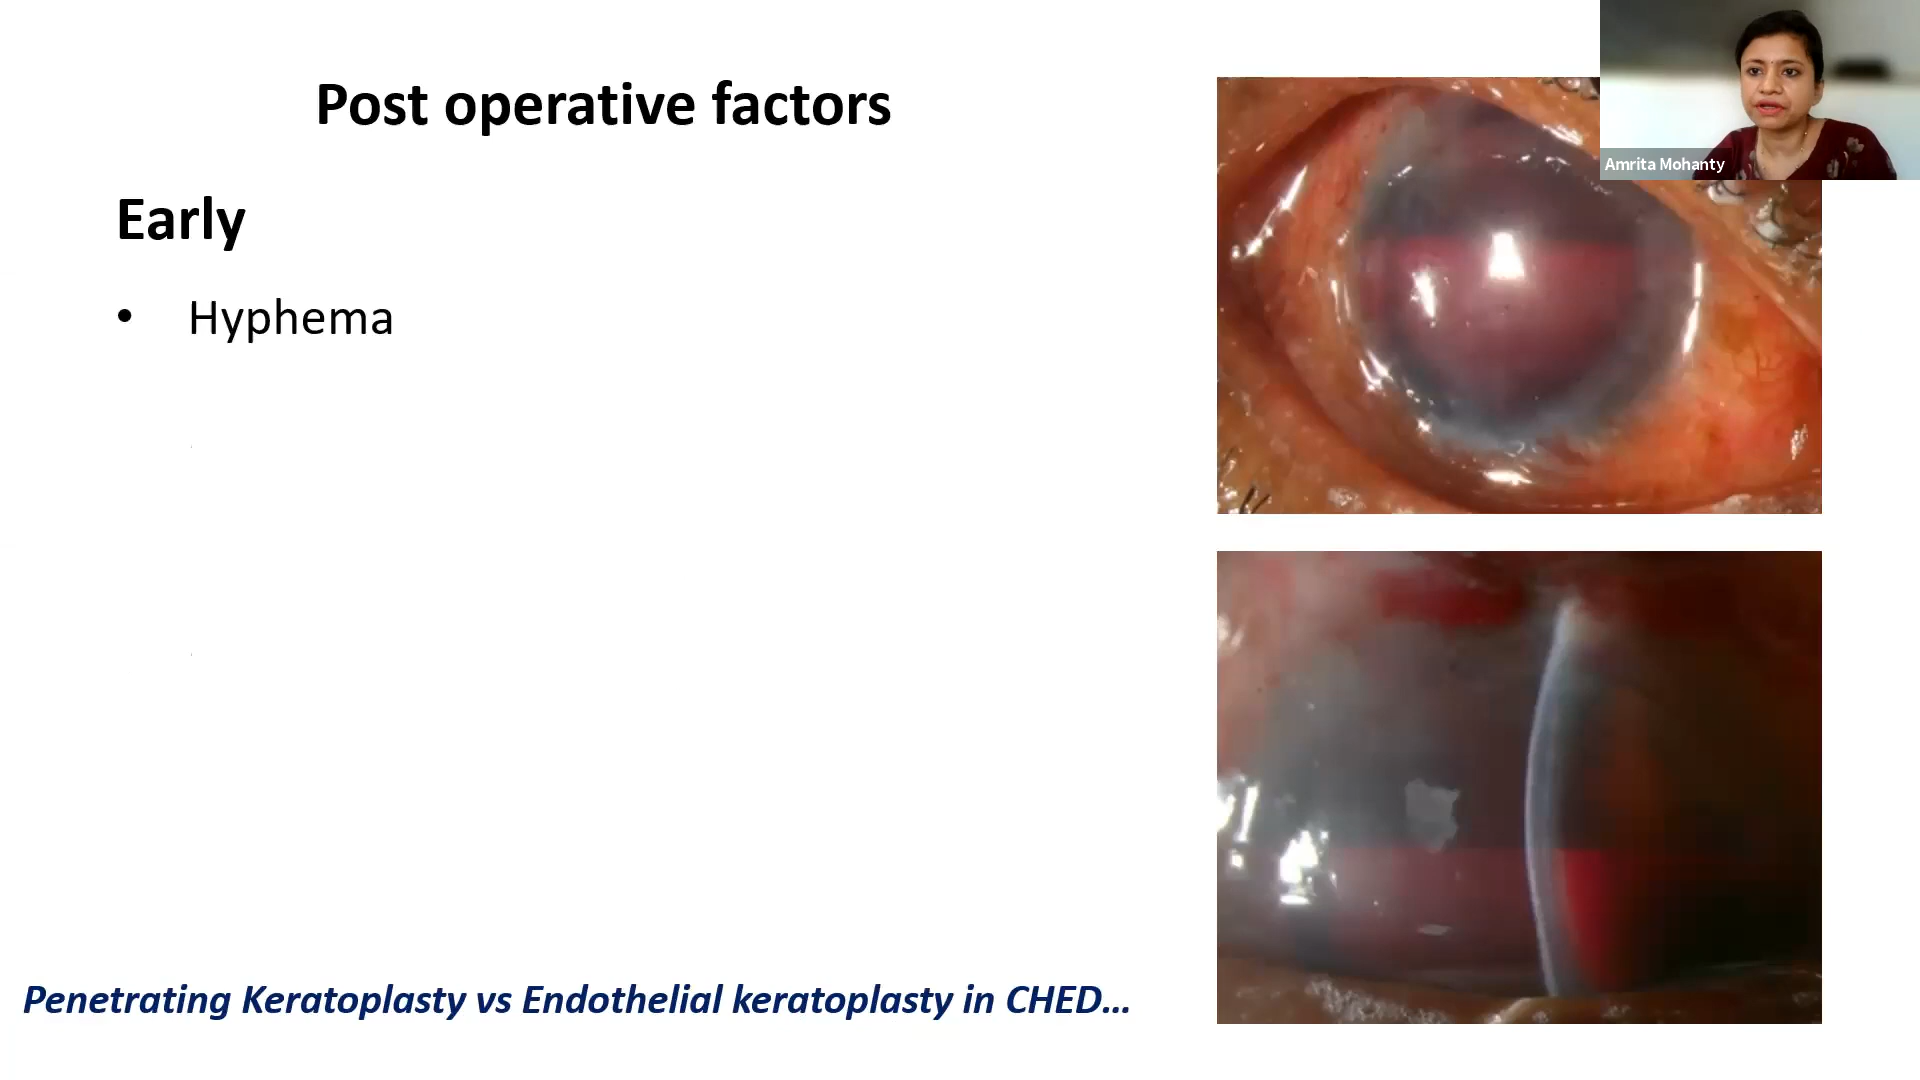 Post operative factors
Amrita Mohanty
Early
• Hyphema
Penetrating Keratoplasty vs Endothelial keratoplasty in CHED...